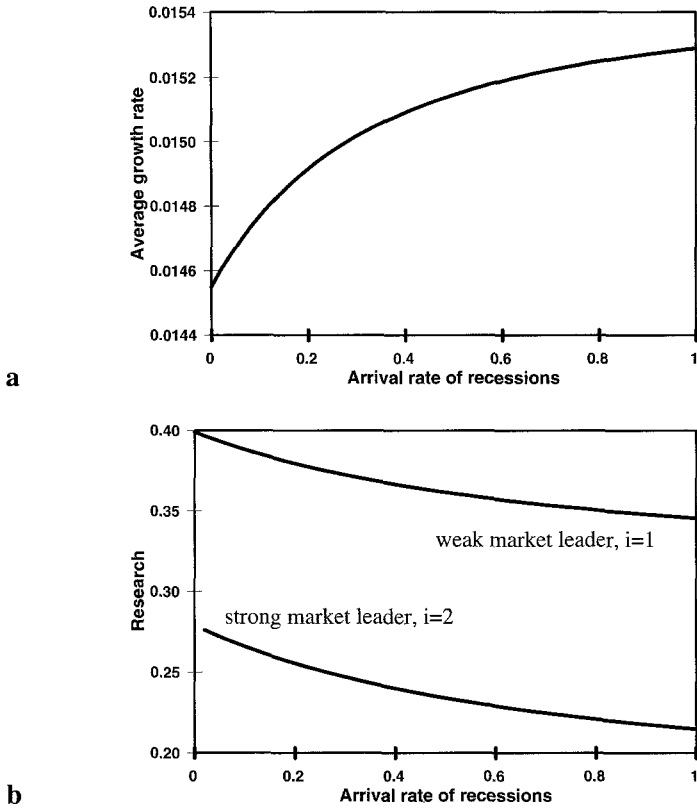 0.0154
0.0152
0.0150
0.0148
0.0146
0.0144
Average growth rate
0 0.2 0.4 0.6 0.8 1
Arrival rate of recessions
a
0.40
0.35
0.30
0.25
0.20
Research
weak market leader, i=1
strong market leader, i=2
0 0.2 0.4 0.6 0.8 1
Arrival rate of recessions
b